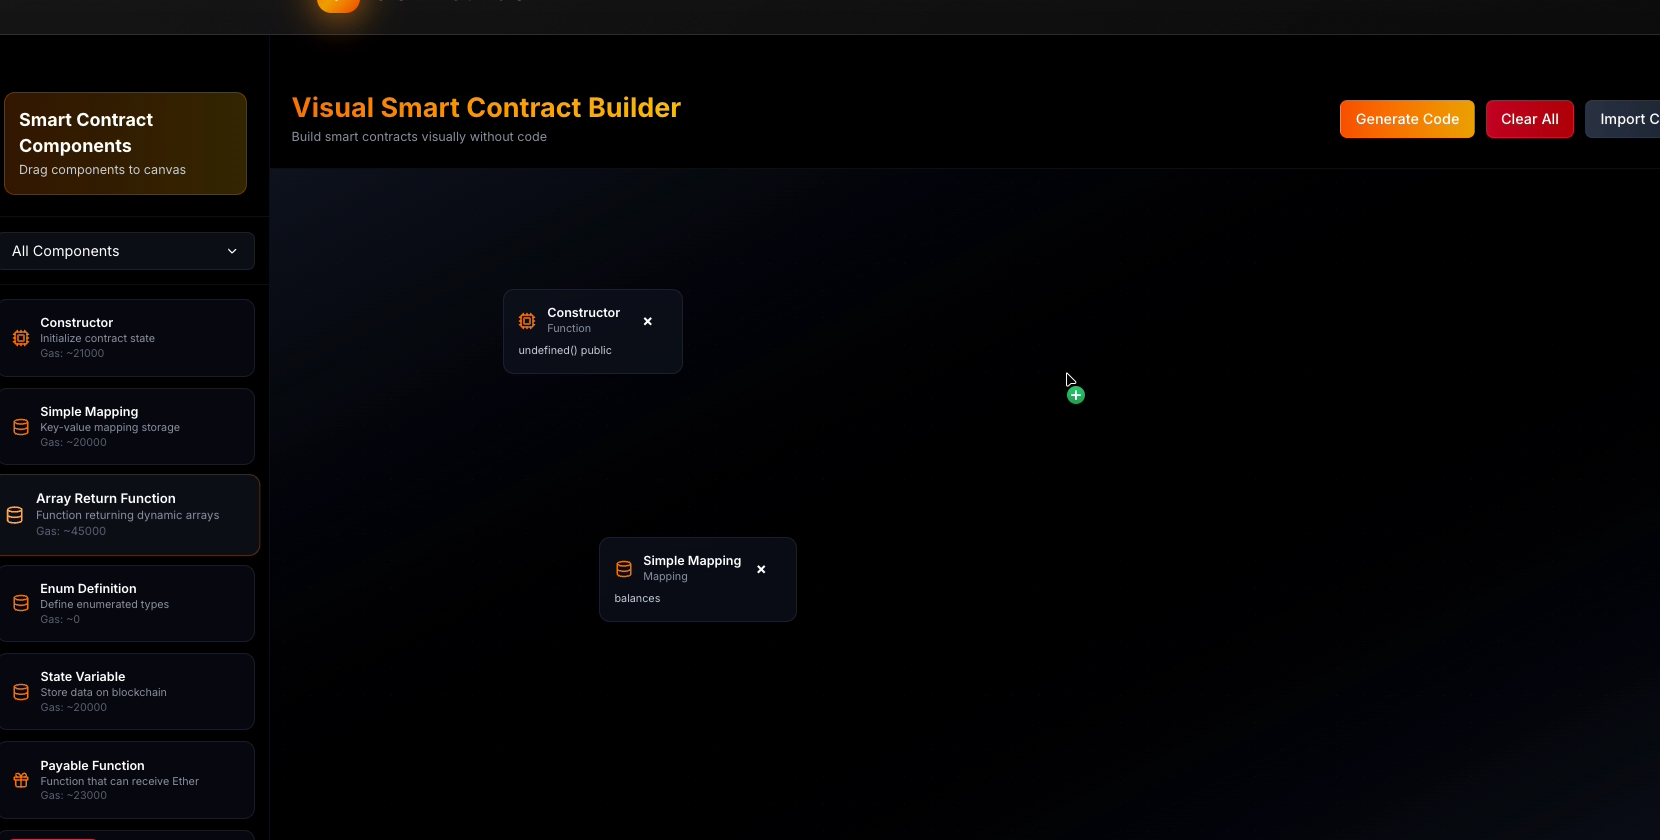 Smart Contract
Components
Drag components to canvas
All Components
Constructor
Initialize contract state
Gas: ~21000
Simple Mapping
Key-value mapping storage
Gas: ~20000
Array Return Function
Function returning dynamic arrays
Gas: ~45000
Enum Definition
Define enumerated types
Gas: ~0
State Variable
Store data on blockchain
Gas: ~20000
Payable Function
Function that can receive Ether
Gas: ~23000
Visual Smart Contract Builder
Build smart contracts visually without code
Generate Code
Clear All
Import C
Constructor
Function
undefined() public
Simple Mapping
Mapping
balances